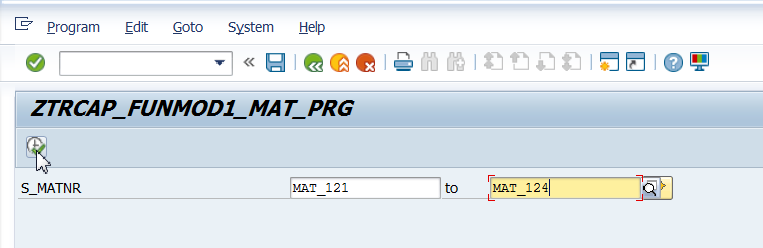 Program Edit Goto System Help
ZTRCAP_FUNMOD1_MAT_PRG
S_MATNR MAT_121 to MAT_124